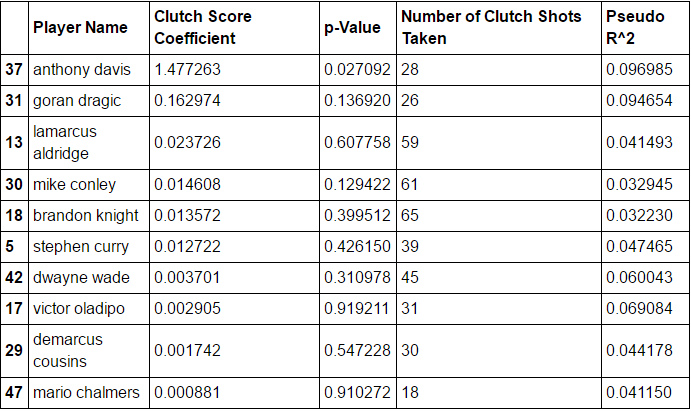 Player Name Clutch Score Coefficient p-Value Number of Clutch Shots Taken Pseudo R^2
37 anthony davis 1.477263 0.027092 28 0.096985
31 goran dragic 0.162974 0.136920 26 0.094654
13 lamarcus aldridge 0.023726 0.607758 59 0.041493
30 mike conley 0.014608 0.129422 61 0.032945
18 brandon knight 0.013572 0.399512 65 0.032230
5 stephen curry 0.012722 0.426150 39 0.047465
42 dwayne wade 0.003701 0.310978 45 0.060043
17 victor oladipo 0.002905 0.919211 31 0.069084
29 demarcus cousins 0.001742 0.547228 30 0.044178
47 mario chalmers 0.000881 0.910272 18 0.041150